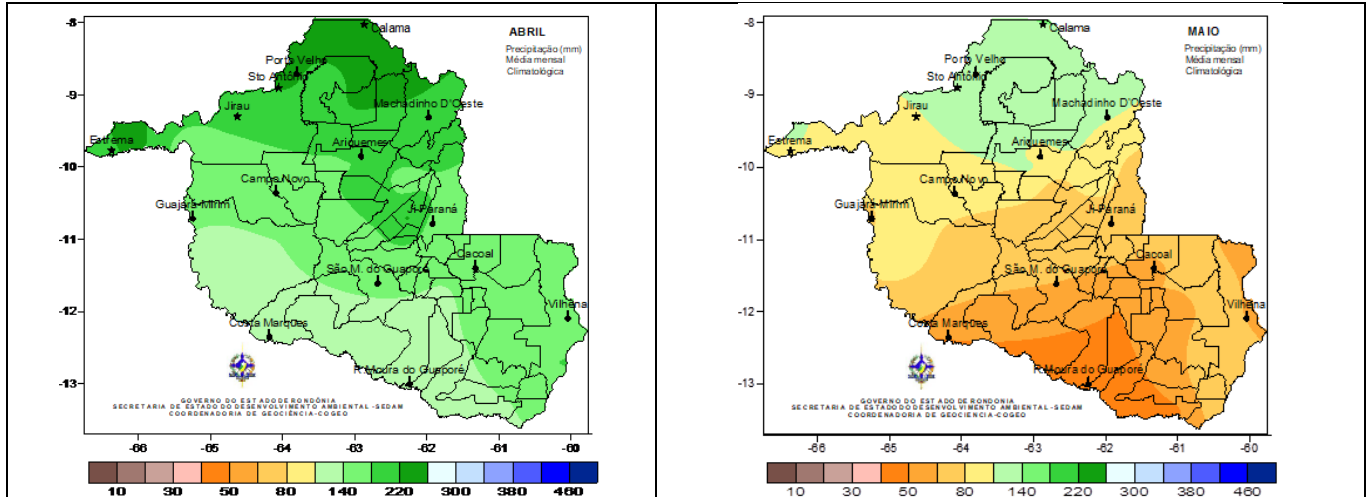 ABRIL
Precipitação (mm)
Média mensal
Climatológica
-8
-9
-10
-11
-12
-13
Calama
Porto Velho
Sto Antônio
Jirau
Machadinho D'Oeste
Estrema
Ariquemes
Campo Novo
Guajará-Mirim
Ji-Paraná
Cacoal
São M. do Guaporé
Vilhena
Costa Marques
R.Moura do Guaporé
GOVERNO DO ESTADO DE RONDÔNIA
SECRETARIA DE ESTADO DO DESENVOLVIMENTO AMBIENTAL -SEDAM
COORDENADORIA DE GEOCIÊNCIA-COGEO
-66 -65 -64 -63 -62 -61 -60
10 30 50 80 140 220 300 380 460
MAIO
Precipitação (mm)
Média mensal
Climatológica
-8
-9
-10
-11
-12
-13
Calama
Porto Velho
Sto Antônio
Jirau
Machadinho D'Oeste
Estrema
Ariquemes
Campo Novo
Guajará-Mirim
Ji-Paraná
Cacoal
São M. do Guaporé
Vilhena
Costa Marques
R.Moura do Guaporé
GOVERNO DO ESTADO DE RONDONIA
SECRETARIA DE ESTADO DO DESENVOLVIMENTO AMBIENTAL -SEDAM
COORDENADORIA DE GEOCIENCIA-COGEO
-66 -65 -64 -63 -62 -61 -60
10 30 50 80 140 220 300 380 460